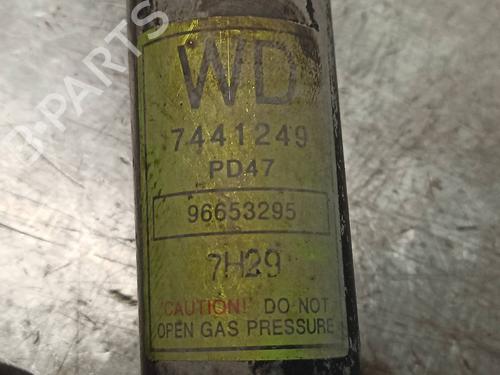 WD
7441249
PD47
96653295
7H29
"CAUTION!" DO NOT
OPEN GAS PRESSURE
B-PARTS